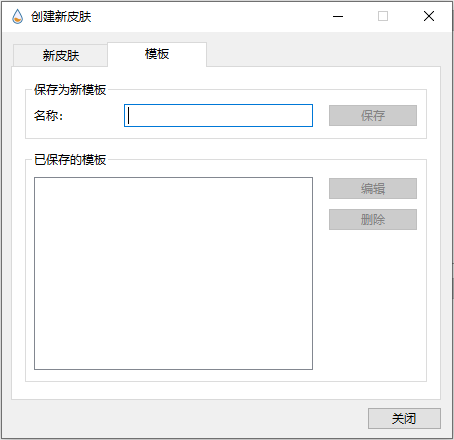 创建新皮肤
新皮肤 模板
保存为新模板
名称: 保存
已保存的模板
编辑
删除
关闭